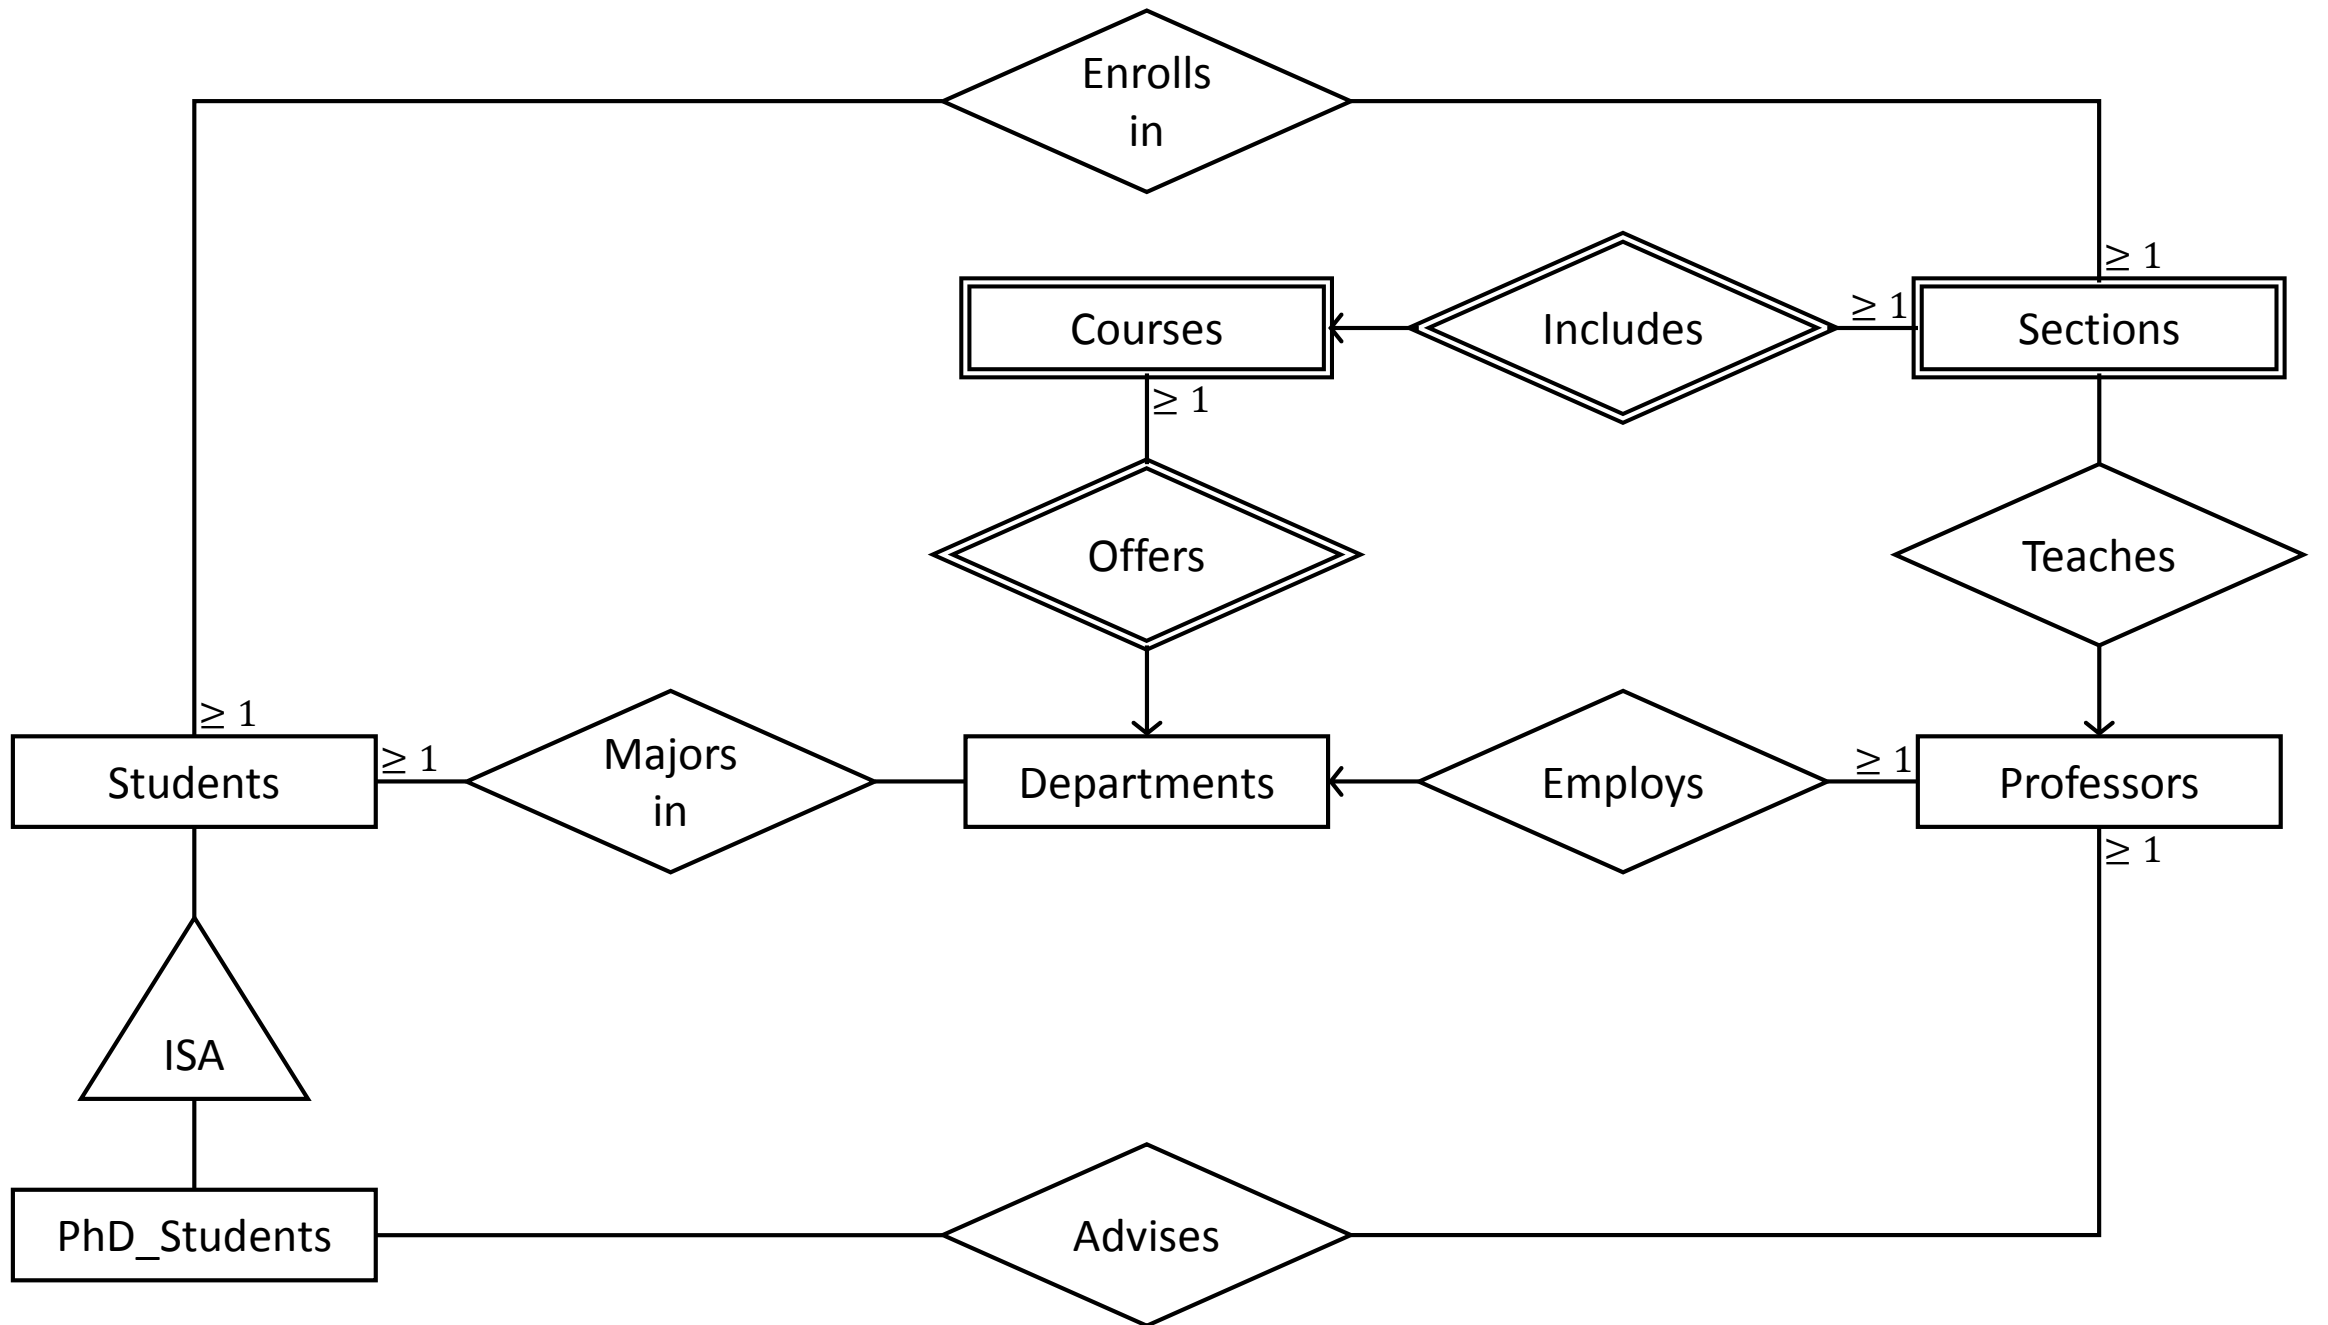 Enrolls
in
≥ 1
Courses
Includes
≥ 1
Sections
≥ 1
Offers
Teaches
≥ 1
Students
≥ 1
Majors
in
Departments
Employs
≥ 1
Professors
≥ 1
ISA
PhD_Students
Advises